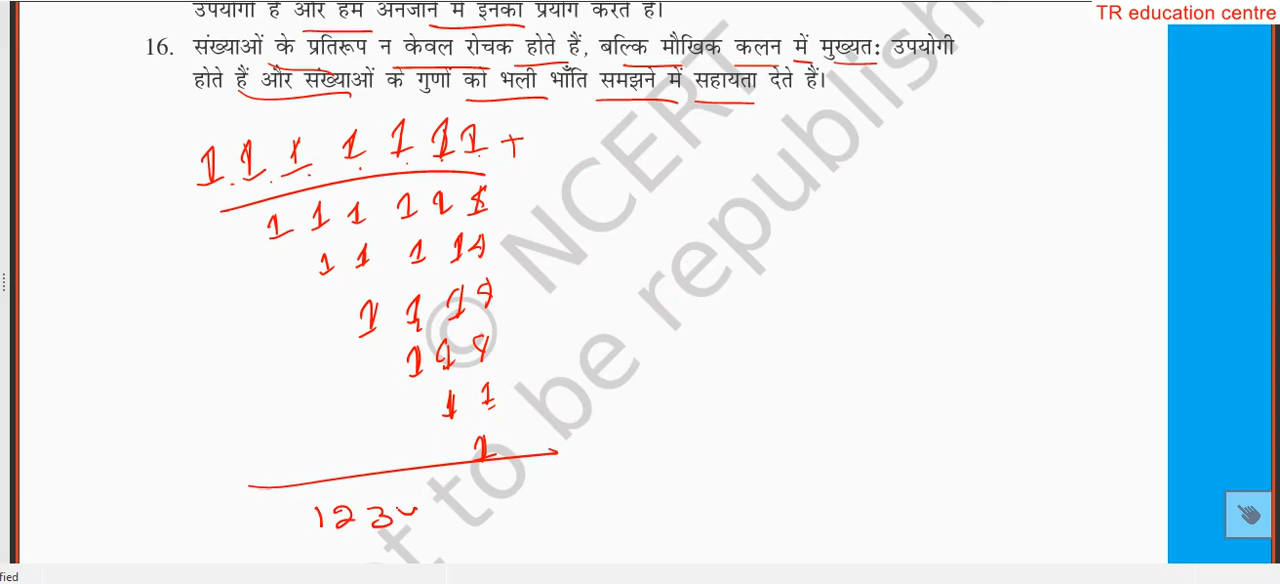 TR education centre
उपयोगी हैं और हम अनजाने में इनका प्रयोग करते हैं।
16. संख्याओं के प्रतिरूप न केवल रोचक होते हैं, बल्कि मौखिक कलन में मुख्यत: उपयोगी
होते हैं और संख्याओं के गुणों को भली भाँति समझने में सहायता देते हैं।
1 1 1 1 1 1 1 +
1 1 1 1 1 1
1 1 1 1 1
1 1 1 1
1 1 1
1 1
1
1 2 3
© NCERT
not to be republished
fied